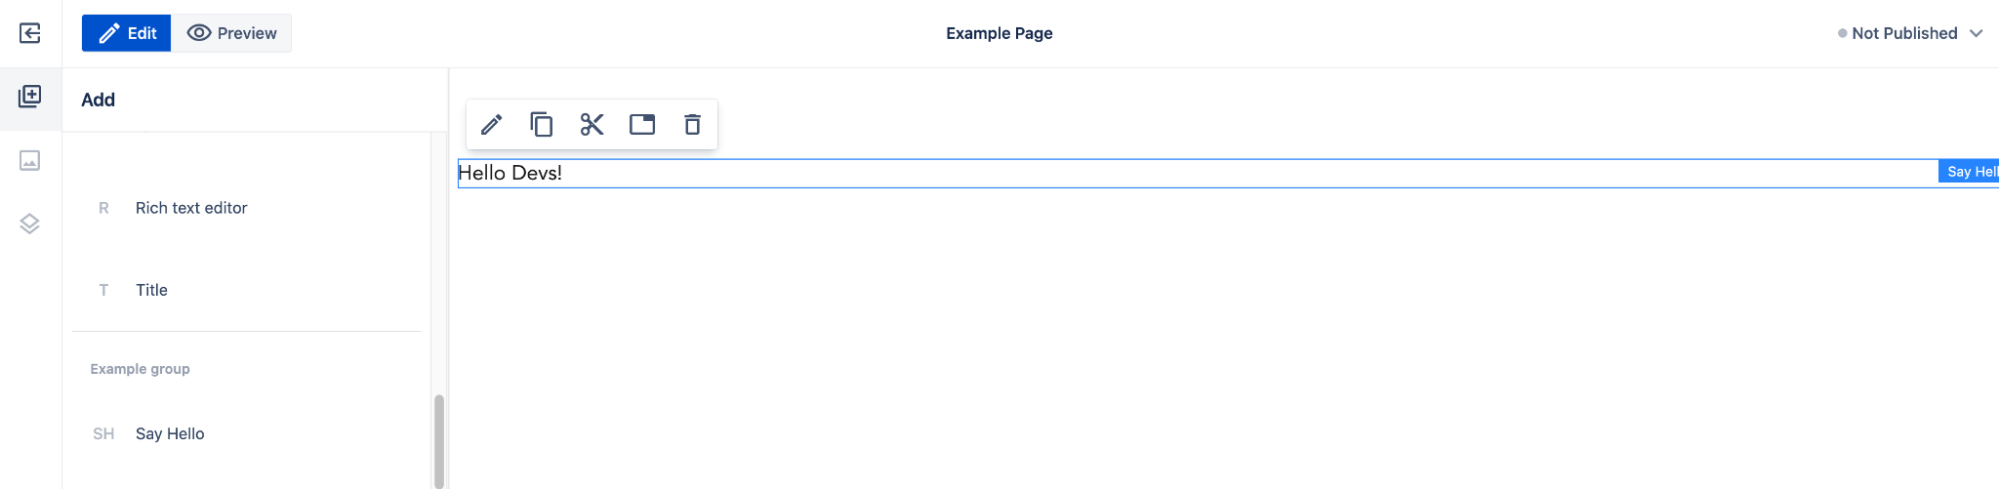 Edit Preview Example Page Not Published
Add
Hello Devs! Say Hell
R Rich text editor
T Title
Example group
SH Say Hello